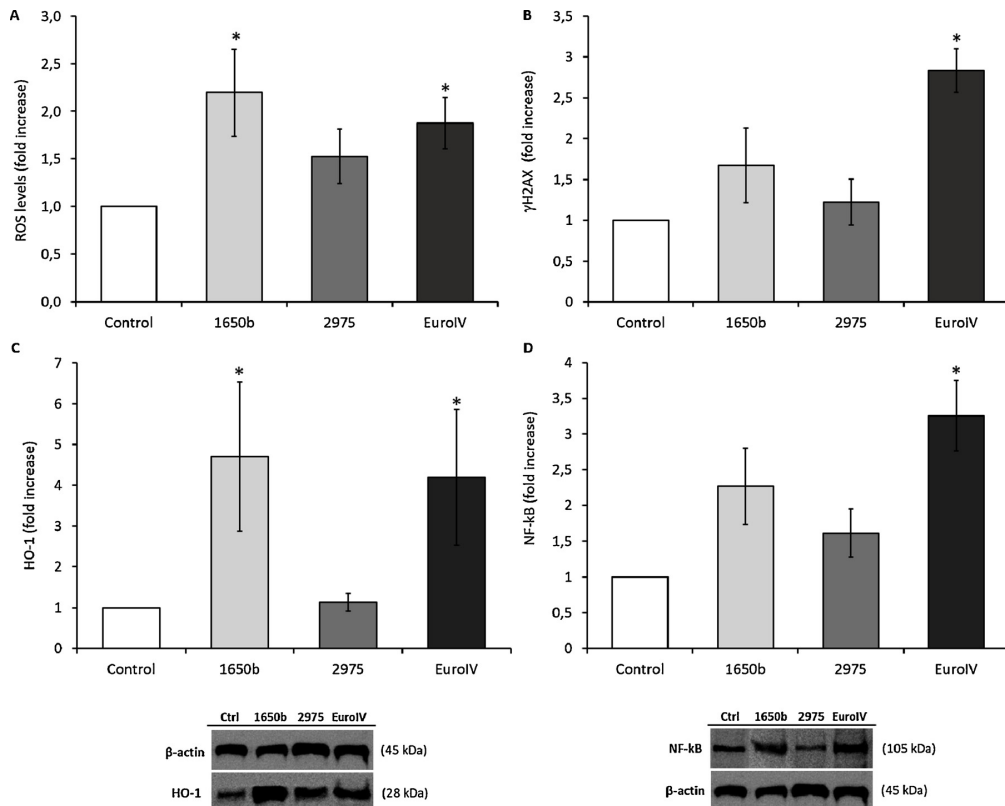 A
ROS levels (fold increase)
3,0
2,5
2,0
1,5
1,0
0,5
0,0
*
*
Control 1650b 2975 EuroIV
B
γH2AX (fold increase)
3,5
3
2,5
2
1,5
1
0,5
0
*
Control 1650b 2975 EuroIV
C
HO-1 (fold increase)
7
6
5
4
3
2
1
0
*
*
Control 1650b 2975 EuroIV
D
NF-kB (fold increase)
4
3,5
3
2,5
2
1,5
1
0,5
0
*
Control 1650b 2975 EuroIV
Ctrl 1650b 2975 EuroIV
β-actin (45 kDa)
HO-1 (28 kDa)
Ctrl 1650b 2975 EuroIV
NF-kB (105 kDa)
β-actin (45 kDa)